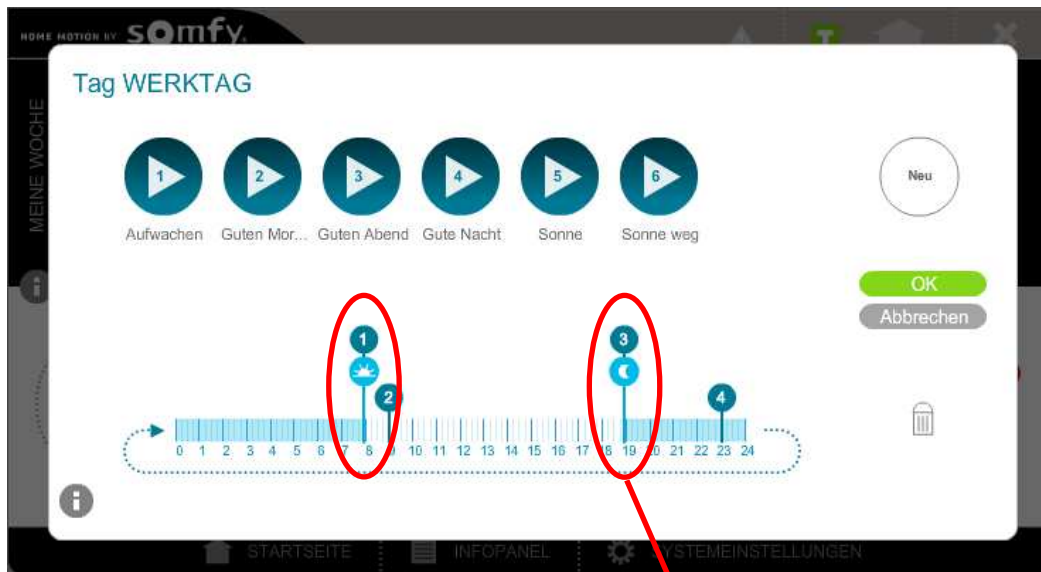 HOME MOTION BY somfy.
T
MEINE WOCHE
Tag WERKTAG
1 2 3 4 5 6
Neu
Aufwachen Guten Mor... Guten Abend Gute Nacht Sonne Sonne weg
i
OK
Abbrechen
1 3
2 4
0 1 2 3 4 5 6 7 8 9 10 11 12 13 14 15 16 17 18 19 20 21 22 23 24
i
STARTSEITE INFOPANEL SYSTEMEINSTELLUNGEN